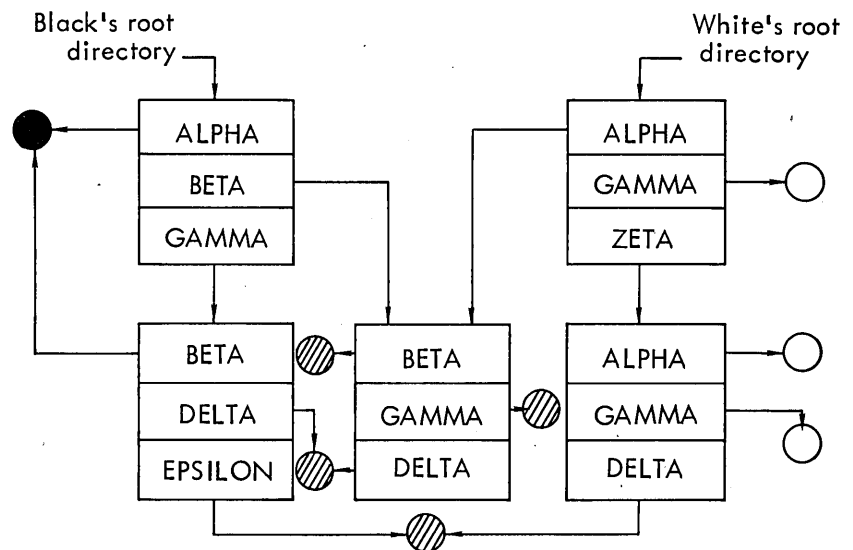 Black's root
directory
White's root
directory
ALPHA
BETA
GAMMA
ALPHA
GAMMA
ZETA
BETA
DELTA
EPSILON
BETA
GAMMA
DELTA
ALPHA
GAMMA
DELTA